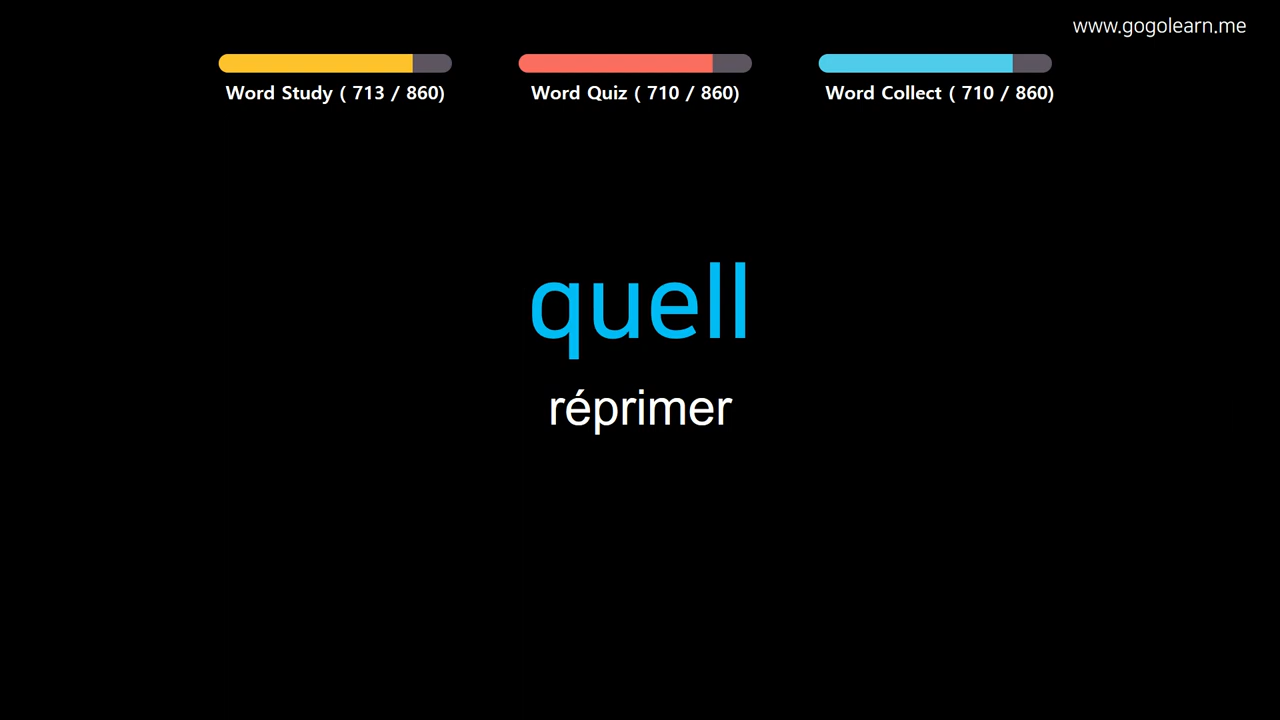 www.gogolearn.me
Word Study ( 713 / 860)
Word Quiz ( 710 / 860)
Word Collect ( 710 / 860)
quell
réprimer